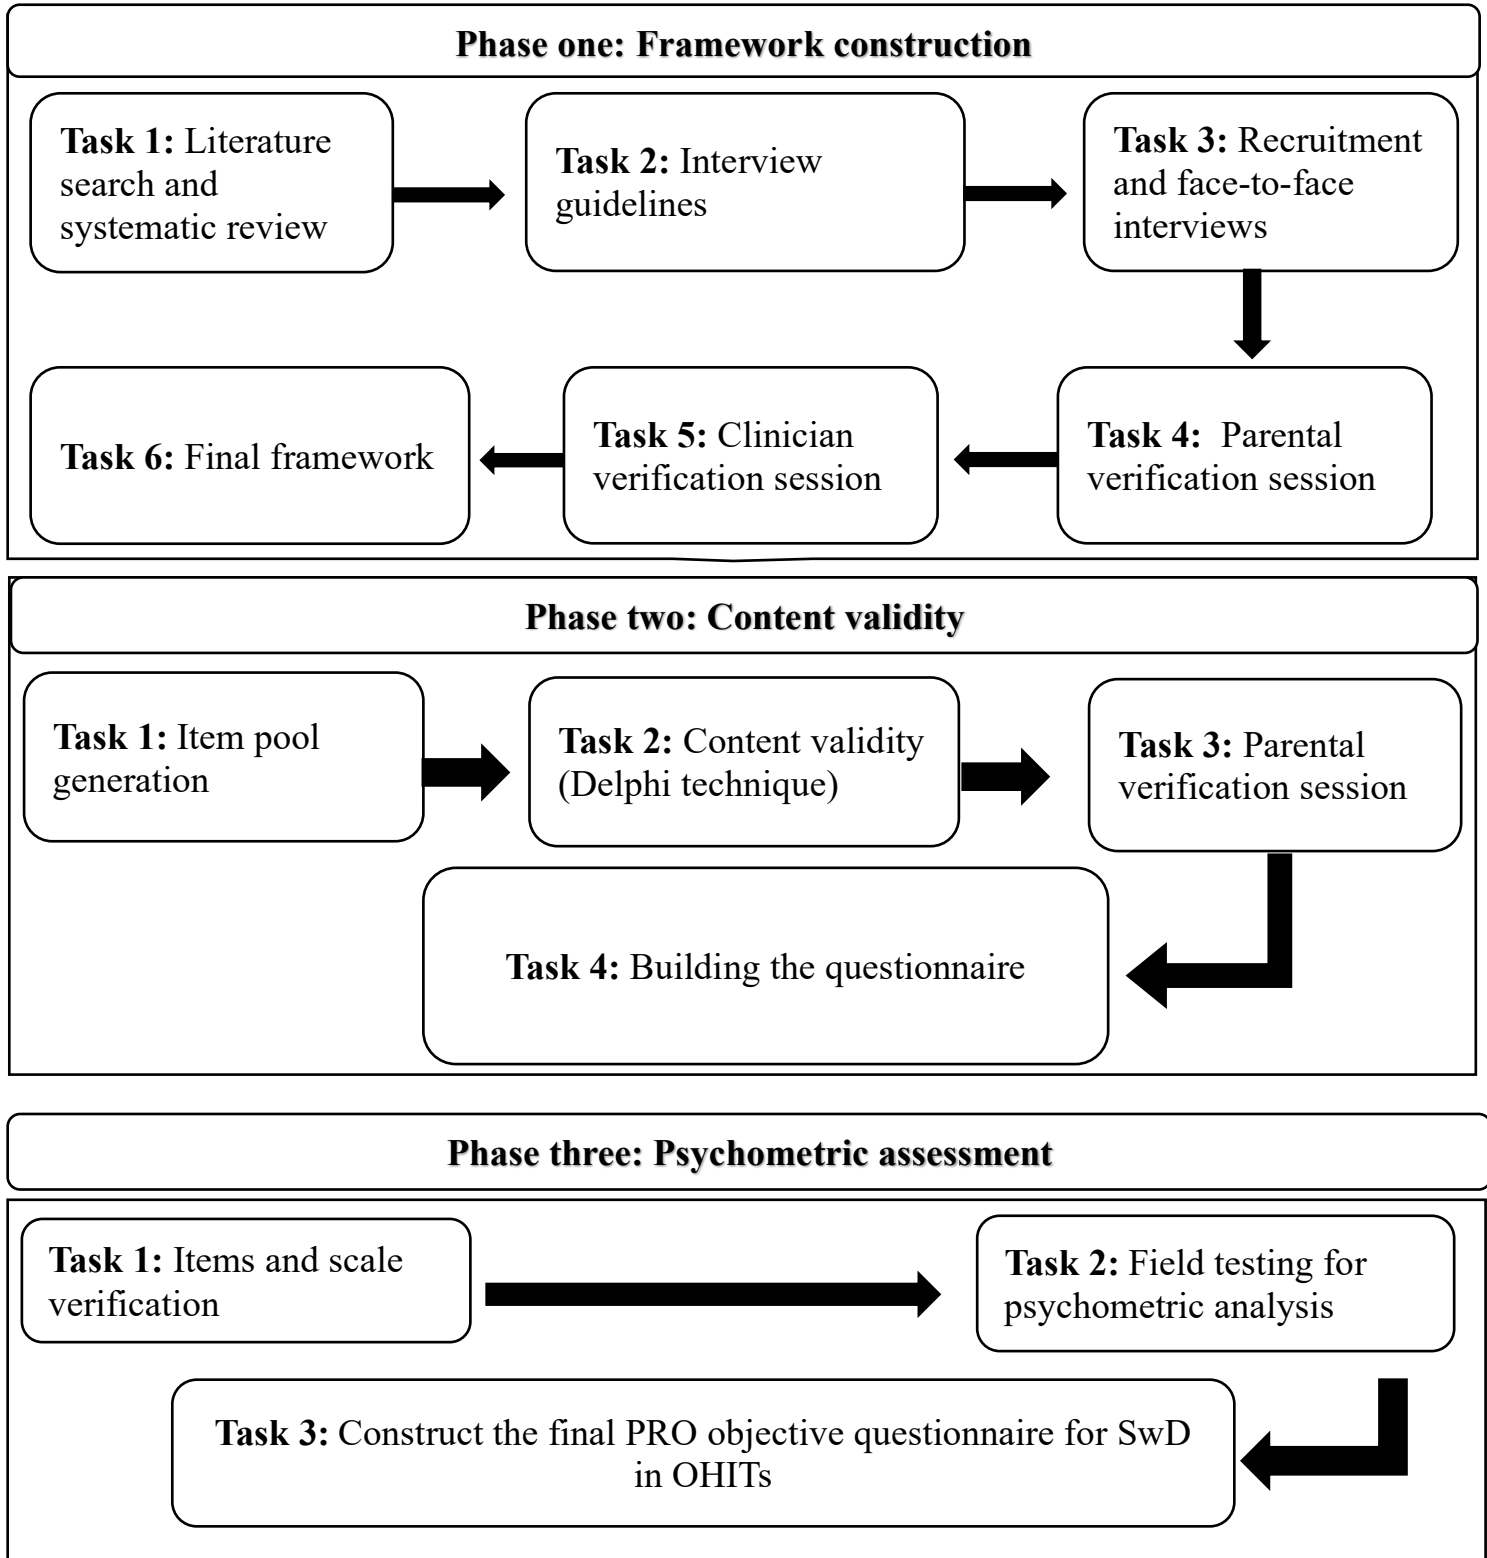 Phase one: Framework construction
Task 1: Literature
search and
systematic review
Task 2: Interview
guidelines
Task 3: Recruitment
and face-to-face
interviews
Task 4: Parental
verification session
Task 5: Clinician
verification session
Task 6: Final framework
Phase two: Content validity
Task 1: Item pool
generation
Task 2: Content validity
(Delphi technique)
Task 3: Parental
verification session
Task 4: Building the questionnaire
Phase three: Psychometric assessment
Task 1: Items and scale
verification
Task 2: Field testing for
psychometric analysis
Task 3: Construct the final PRO objective questionnaire for SwD
in OHITs